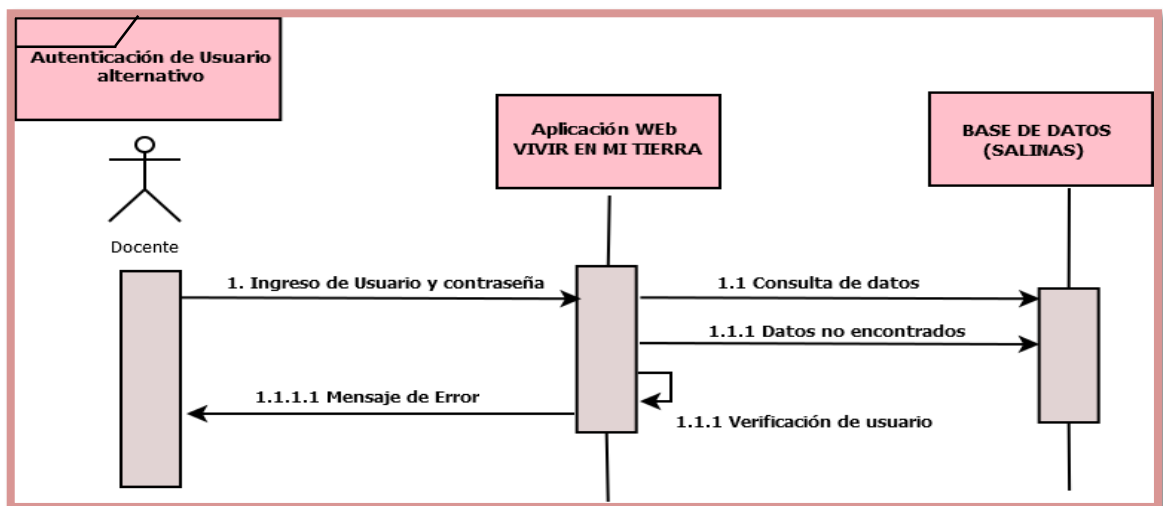 Autenticación de Usuario
alternativo
Aplicación WEb
VIVIR EN MI TIERRA
BASE DE DATOS
(SALINAS)
Docente
1. Ingreso de Usuario y contraseña
1.1 Consulta de datos
1.1.1 Datos no encontrados
1.1.1.1 Mensaje de Error
1.1.1 Verificación de usuario